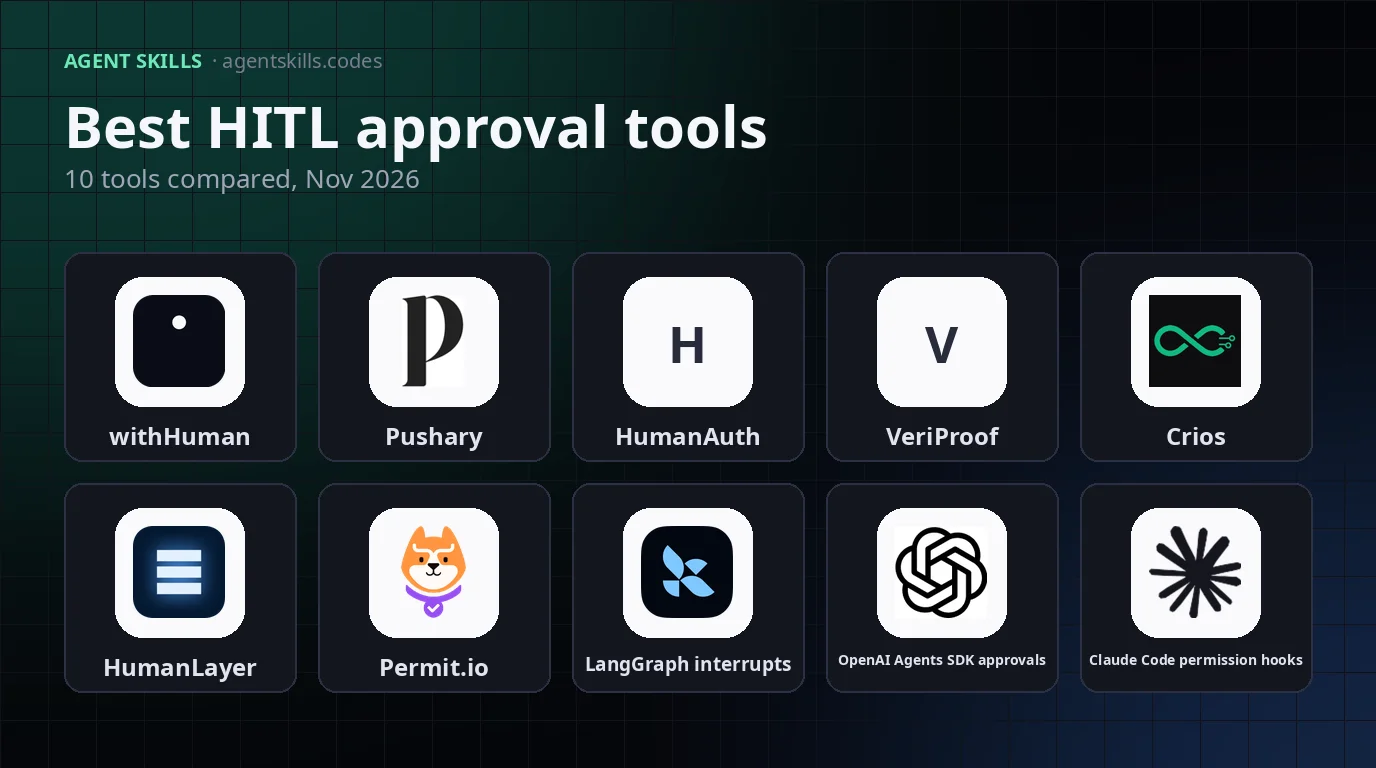 AGENT SKILLS · agentskills.codes
Best HITL approval tools
10 tools compared, Nov 2026
P
H
V
withHuman
Pushary
HumanAuth
VeriProof
Crios
HumanLayer
Permit.io
LangGraph interrupts
OpenAI Agents SDK approvals
Claude Code permission hooks